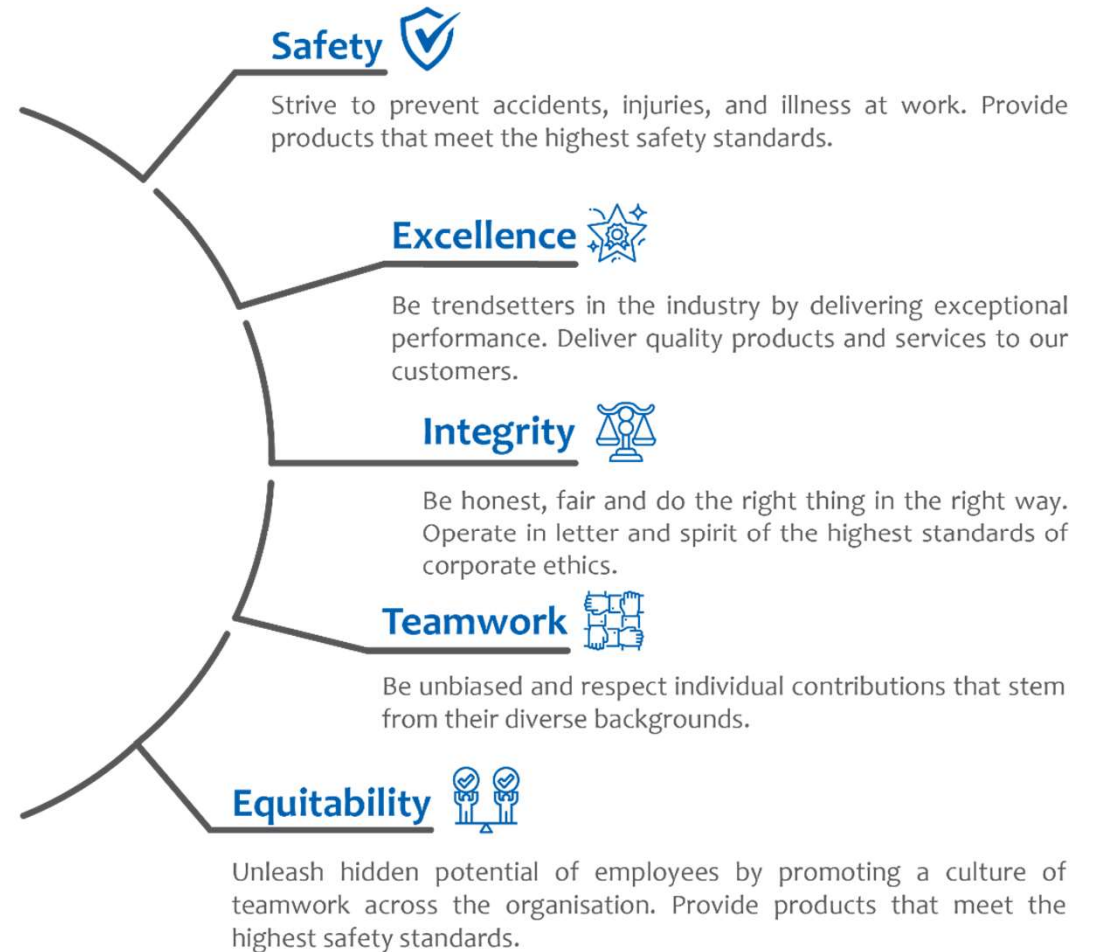 Safety
Strive to prevent accidents, injuries, and illness at work. Provide
products that meet the highest safety standards.
Excellence
Be trendsetters in the industry by delivering exceptional
performance. Deliver quality products and services to our
customers.
Integrity
Be honest, fair and do the right thing in the right way.
Operate in letter and spirit of the highest standards of
corporate ethics.
Teamwork
Be unbiased and respect individual contributions that stem
from their diverse backgrounds.
Equitability
Unleash hidden potential of employees by promoting a culture of
teamwork across the organisation. Provide products that meet the
highest safety standards.